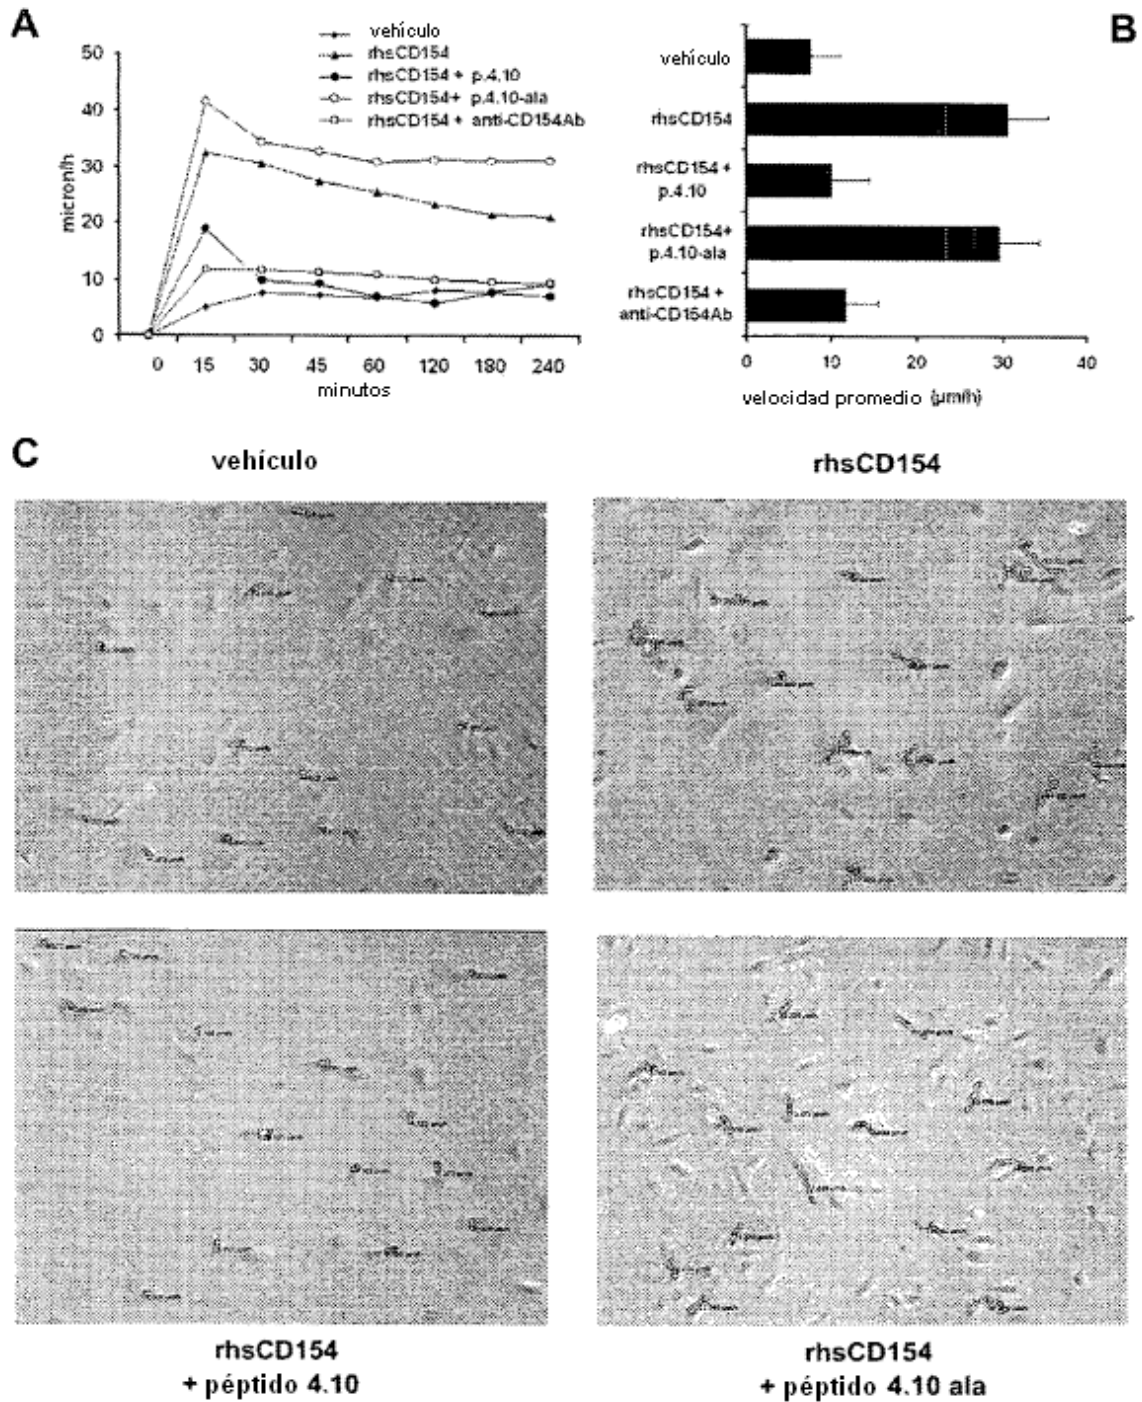 A
vehículo
rhsCD154
rhsCD154 + p.4.10
rhsCD154+ p.4.10-ala
rhsCD154 + anti-CD154Ab
50
40
30
20
10
0
micron/h
0 15 30 45 60 120 180 240
minutos
B
vehículo
rhsCD154
rhsCD154 +
p.4.10
rhsCD154+
p.4.10-ala
rhsCD154 +
anti-CD154Ab
0 10 20 30 40
velocidad promedio (µm/h)
C
vehículo
rhsCD154
rhsCD154
+ péptido 4.10
rhsCD154
+ péptido 4.10 ala